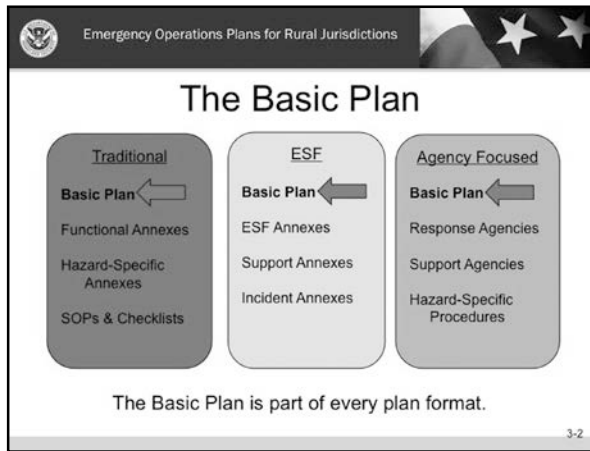 Emergency Operations Plans for Rural Jurisdictions
The Basic Plan
Traditional
Basic Plan
Functional Annexes
Hazard-Specific
Annexes
SOPs & Checklists
ESF
Basic Plan
ESF Annexes
Support Annexes
Incident Annexes
Agency Focused
Basic Plan
Response Agencies
Support Agencies
Hazard-Specific
Procedures
The Basic Plan is part of every plan format.
3-2